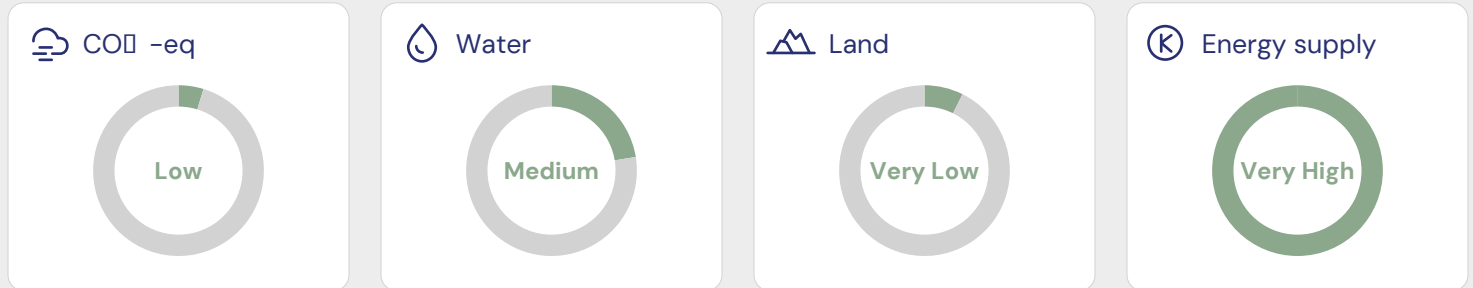 CO▯ -eq
Low
Water
Medium
Land
Very Low
Energy supply
Very High